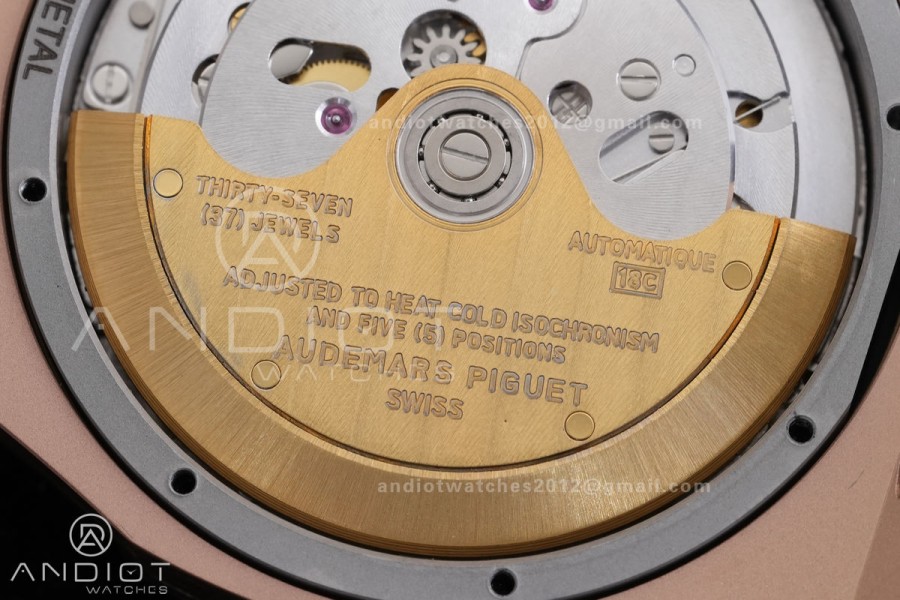 METAL
andiotwatches2012@gmail.com
THIRTY-SEVEN
(37) JEWELS
AUTOMATIQUE
18C
ADJUSTED TO HEAT COLD ISOCHRONISM
AND FIVE (5) POSITIONS
AUDEMARS PIGUET
SWISS
ANDIOT
WATCHES
andiotwatches2012@gmail.com
ANDIOT
WATCHES